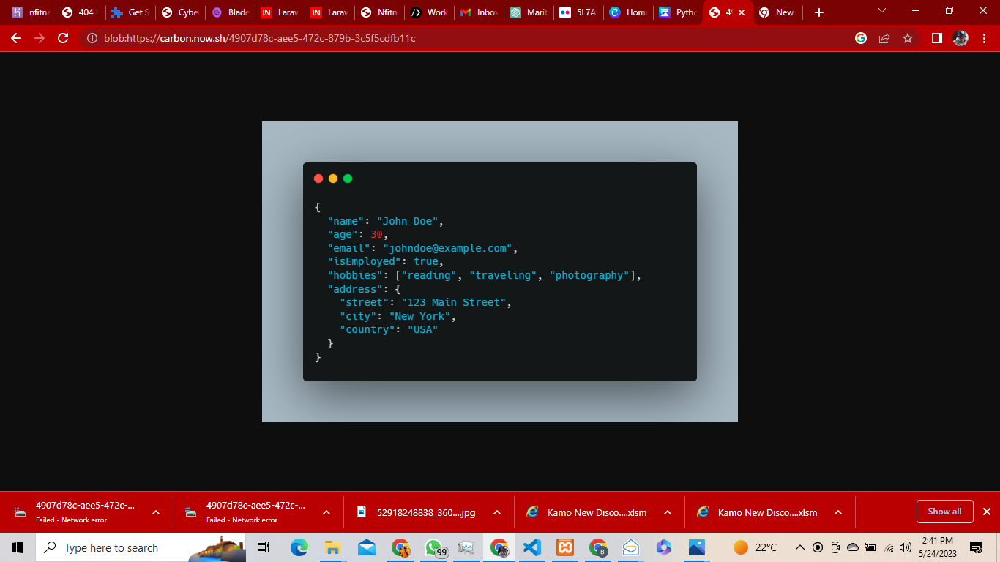 nfitne
404
Get S
Cybe
Blade
LN
Larav
LN
Larav
Nfitn
Work
Inbox
Marit
5L7A
Home
Pytho
New
blob:https://carbon.now.sh/4907d78c-aee5-472c-879b-3c5f5cdfb11c
{
  "name": "John Doe",
  "age": 30,
  "email": "johndoe@example.com",
  "isEmployed": true,
  "hobbies": ["reading", "traveling", "photography"],
  "address": {
    "street": "123 Main Street",
    "city": "New York",
    "country": "USA"
  }
}
4907d78c-aee5-472c-...
Failed - Network error
4907d78c-aee5-472c-...
Failed - Network error
52918248838_360....jpg
Kamo New Disco....xlsm
Kamo New Disco....xlsm
Show all
Type here to search
99
B
22°C
2:41 PM
5/24/2023